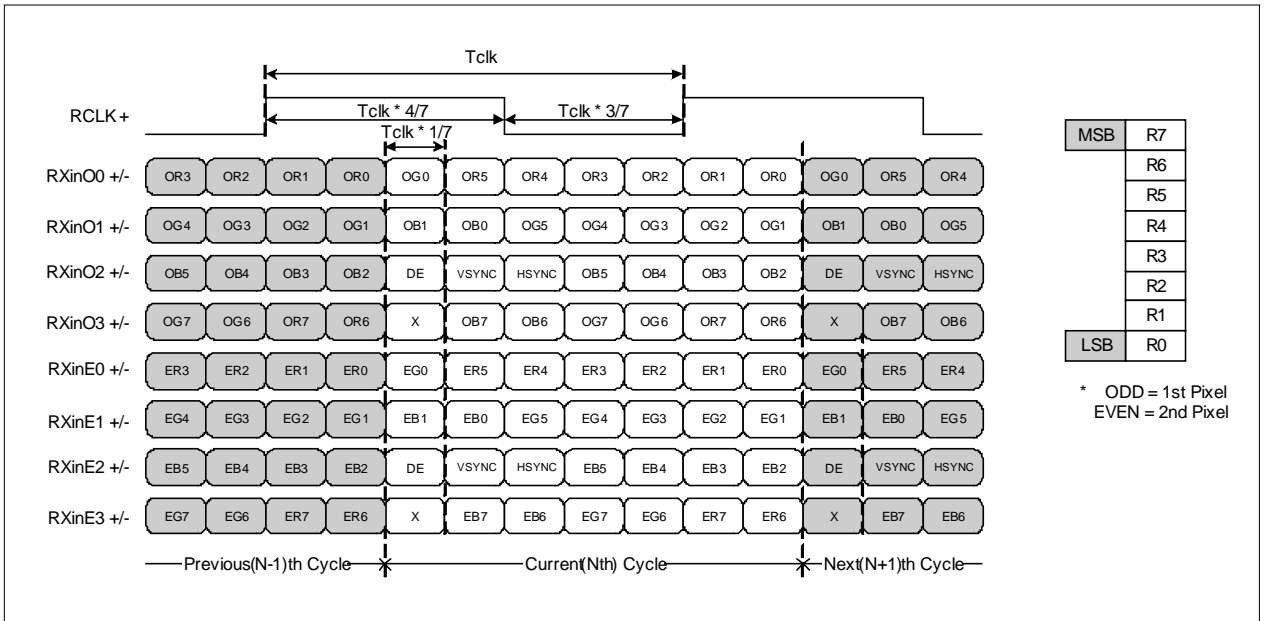 Tclk
RCLK +
Tclk * 4/7
Tclk * 3/7
Tclk * 1/7
RXinO0 +/- OR3 OR2 OR1 OR0 OG0 OR5 OR4 OR3 OR2 OR1 OR0 OG0 OR5 OR4
RXinO1 +/- OG4 OG3 OG2 OG1 OB1 OB0 OG5 OG4 OG3 OG2 OG1 OB1 OB0 OG5
RXinO2 +/- OB5 OB4 OB3 OB2 DE VSYNC HSYNC OB5 OB4 OB3 OB2 DE VSYNC HSYNC
RXinO3 +/- OG7 OG6 OR7 OR6 X OB7 OB6 OG7 OG6 OR7 OR6 X OB7 OB6
RXinE0 +/- ER3 ER2 ER1 ER0 EG0 ER5 ER4 ER3 ER2 ER1 ER0 EG0 ER5 ER4
RXinE1 +/- EG4 EG3 EG2 EG1 EB1 EB0 EG5 EG4 EG3 EG2 EG1 EB1 EB0 EG5
RXinE2 +/- EB5 EB4 EB3 EB2 DE VSYNC HSYNC EB5 EB4 EB3 EB2 DE VSYNC HSYNC
RXinE3 +/- EG7 EG6 ER7 ER6 X EB7 EB6 EG7 EG6 ER7 ER6 X EB7 EB6
Previous(N-1)th Cycle Current(Nth) Cycle Next(N+1)th Cycle
MSB R7
R6
R5
R4
R3
R2
R1
LSB R0
* ODD = 1st Pixel
EVEN = 2nd Pixel